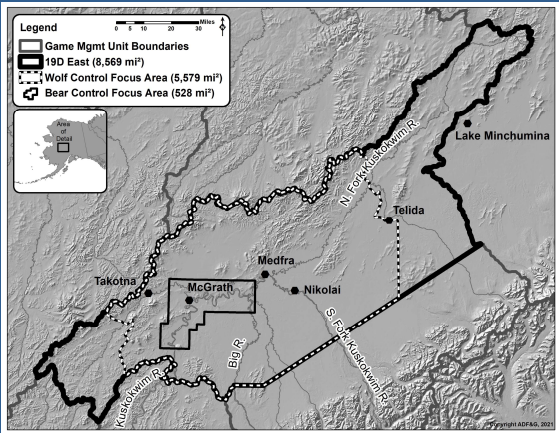 Legend
0 5 10 20 30 Miles
Game Mgmt Unit Boundaries
19D East (8,569 mi²)
Wolf Control Focus Area (5,579 mi²)
Bear Control Focus Area (528 mi²)
Area
of
Detail
Lake Minchumina
N. Fork Kuskokwim R.
Telida
Medfra
Takotna
McGrath
Nikolai
Big R.
S. Fork Kuskokwim R.
Kuskokwim R.
Copyright ADF&G, 2021